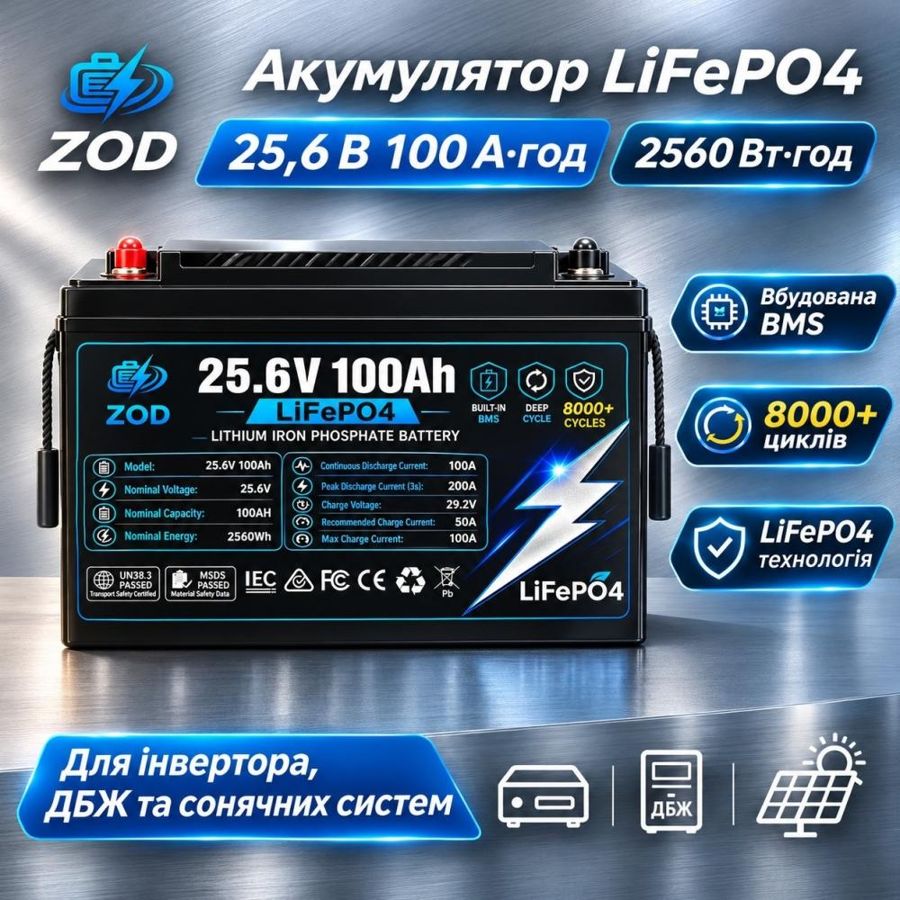 ZOD
Акумулятор LiFePO4
25,6 В 100 А·год
2560 Вт·год
Вбудована
BMS
8000+
циклів
LiFePO4
технологія
ZOD
25.6V 100Ah
LiFePO4
LITHIUM IRON PHOSPHATE BATTERY
BUILT-IN
BMS
DEEP
CYCLE
8000+
CYCLES
Model: 25.6V 100Ah
Nominal Voltage: 25.6V
Nominal Capacity: 100AH
Nominal Energy: 2560Wh
Continuous Discharge Current: 100A
Peak Discharge Current (3s): 200A
Charge Voltage: 29.2V
Recommended Charge Current: 50A
Max Charge Current: 100A
UN38.3
PASSED
Transport Safety Certified
MSDS
PASSED
Material Safety Data
IEC
FC CE
Pb
LiFePO4
Для інвертора,
ДБЖ та сонячних систем
ДБЖ